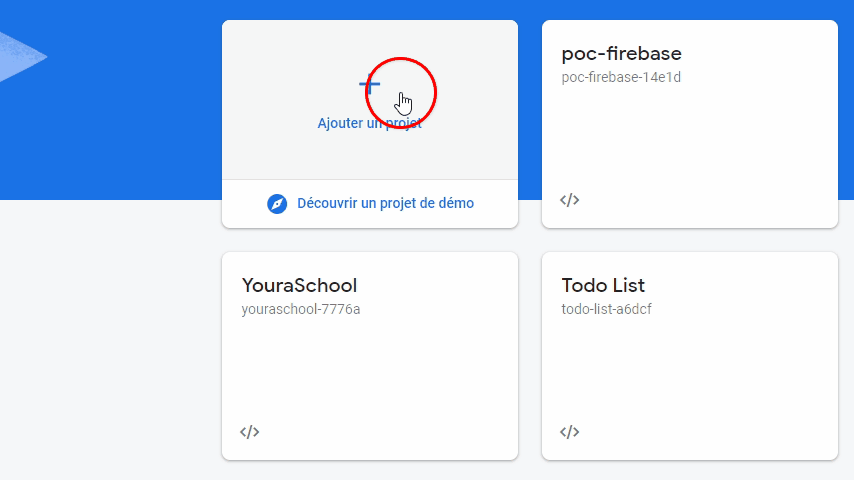 Ajouter un projet
Découvrir un projet de démo
poc-firebase
poc-firebase-14e1d
YouraSchool
youraschool-7776a
Todo List
todo-list-a6dcf